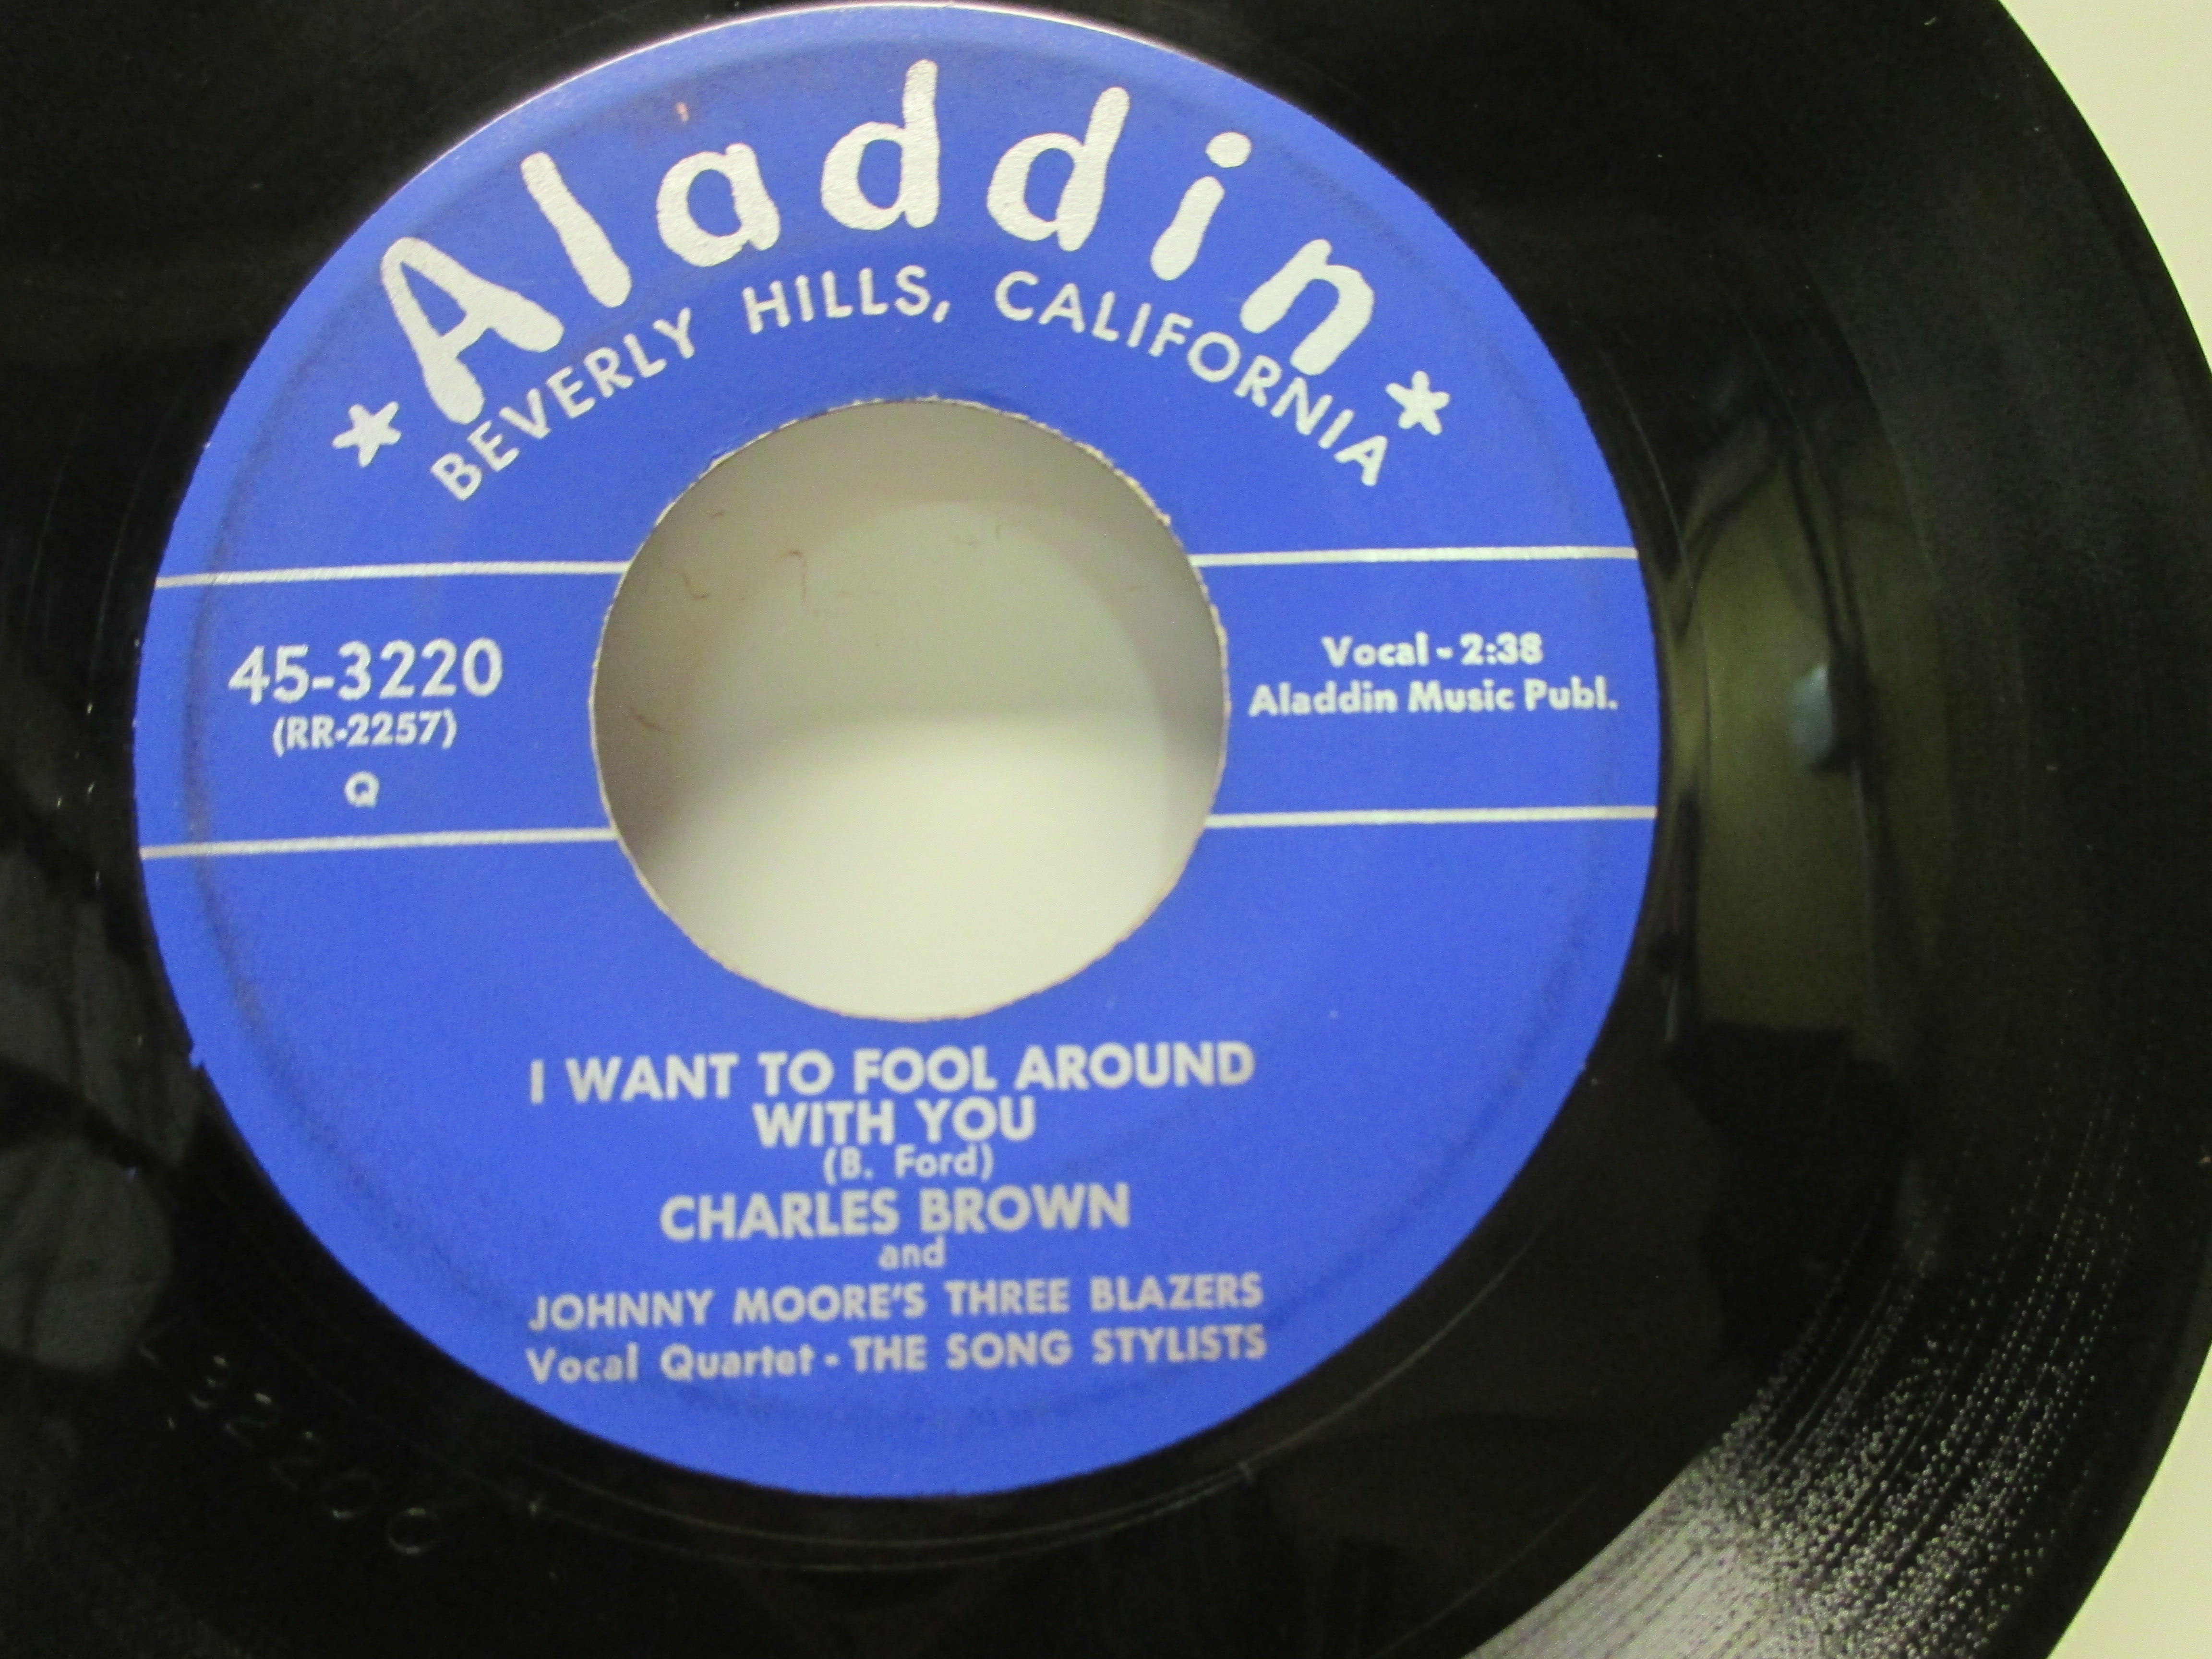 Aladdin
BEVERLY HILLS, CALIFORNIA
45-3220
(RR-2257)
Q
Vocal - 2:38
Aladdin Music Publ.
I WANT TO FOOL AROUND
WITH YOU
(B. Ford)
CHARLES BROWN
and
JOHNNY MOORE'S THREE BLAZERS
Vocal Quartet - THE SONG STYLISTS